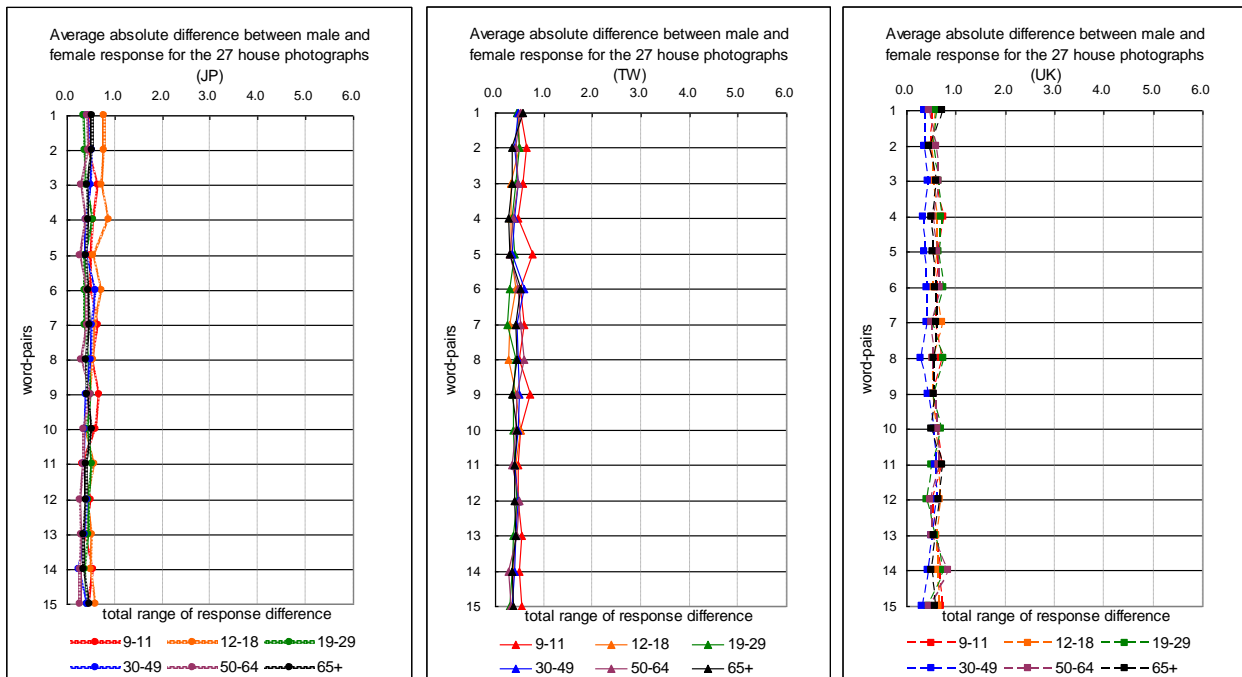 Average absolute difference between male and
female response for the 27 house photographs
(JP)
0.0 1.0 2.0 3.0 4.0 5.0 6.0
1
2
3
4
5
6
7
8
9
10
11
12
13
14
15
word-pairs
total range of response difference
9-11 12-18 19-29
30-49 50-64 65+
Average absolute difference between male and
female response for the 27 house photographs
(TW)
0.0 1.0 2.0 3.0 4.0 5.0 6.0
1
2
3
4
5
6
7
8
9
10
11
12
13
14
15
word-pairs
total range of response difference
9-11 12-18 19-29
30-49 50-64 65+
Average absolute difference between male and
female response for the 27 house photographs
(UK)
0.0 1.0 2.0 3.0 4.0 5.0 6.0
1
2
3
4
5
6
7
8
9
10
11
12
13
14
15
word-pairs
total range of response difference
9-11 12-18 19-29
30-49 50-64 65+